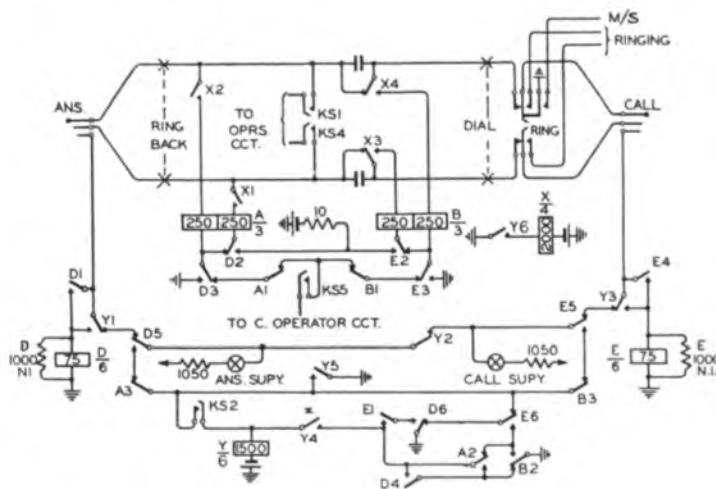 M/S
RINGING
ANS.
X2
TO
OPRS.
CCT.
KS1
KS4
X4
CALL
RING
BACK
DIAL
RING
X3
X1
250 250 A/3
10
250 250 B/3
X/4
200 200
Y6
D2
E2
D3
A1
B1
E3
KS5
E4
D1
Y1
TO C. OPERATOR CCT.
Y3
D5
Y2
E5
D
1000
N.I.
75
D/6
1050
ANS. SUPY.
Y5
CALL SUPY.
1050
E/6
75
E
1000
N.I.
A3
B3
KS2
*
Y4
E1
D6
E6
Y/6
1500
A2
B2
D4